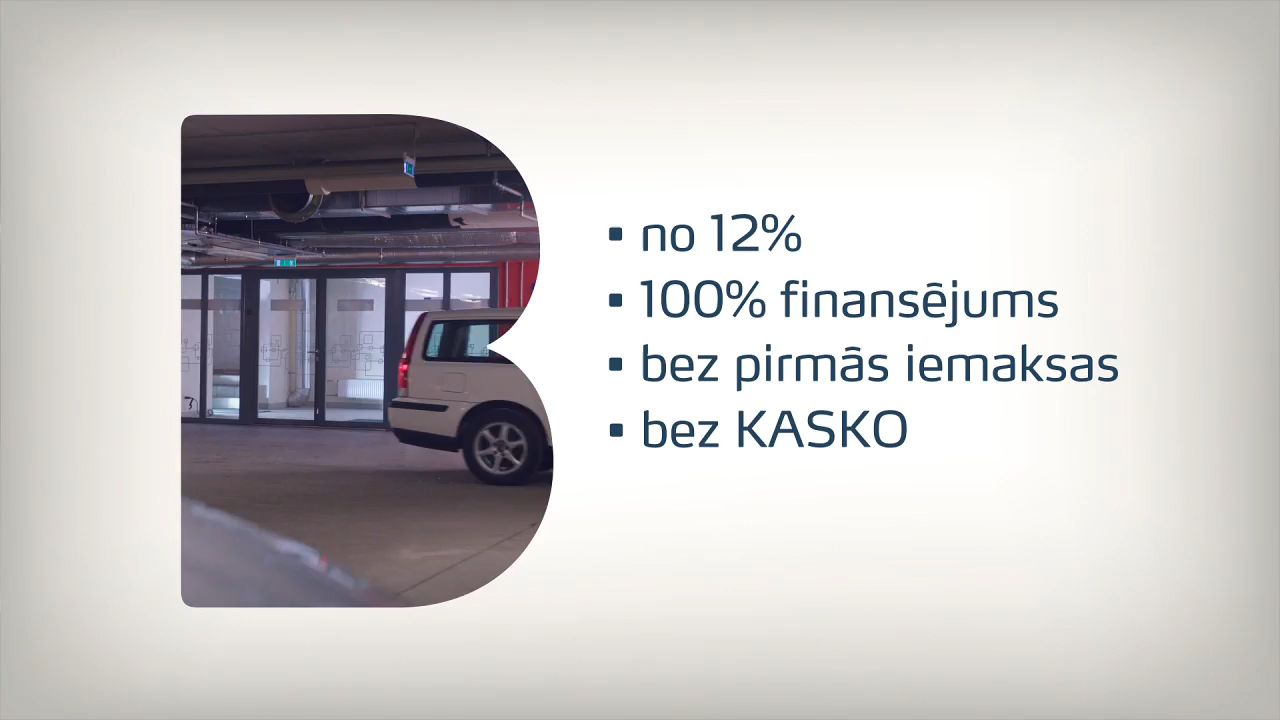 no 12%
100% finansējums
bez pirmās iemaksas
bez KASKO